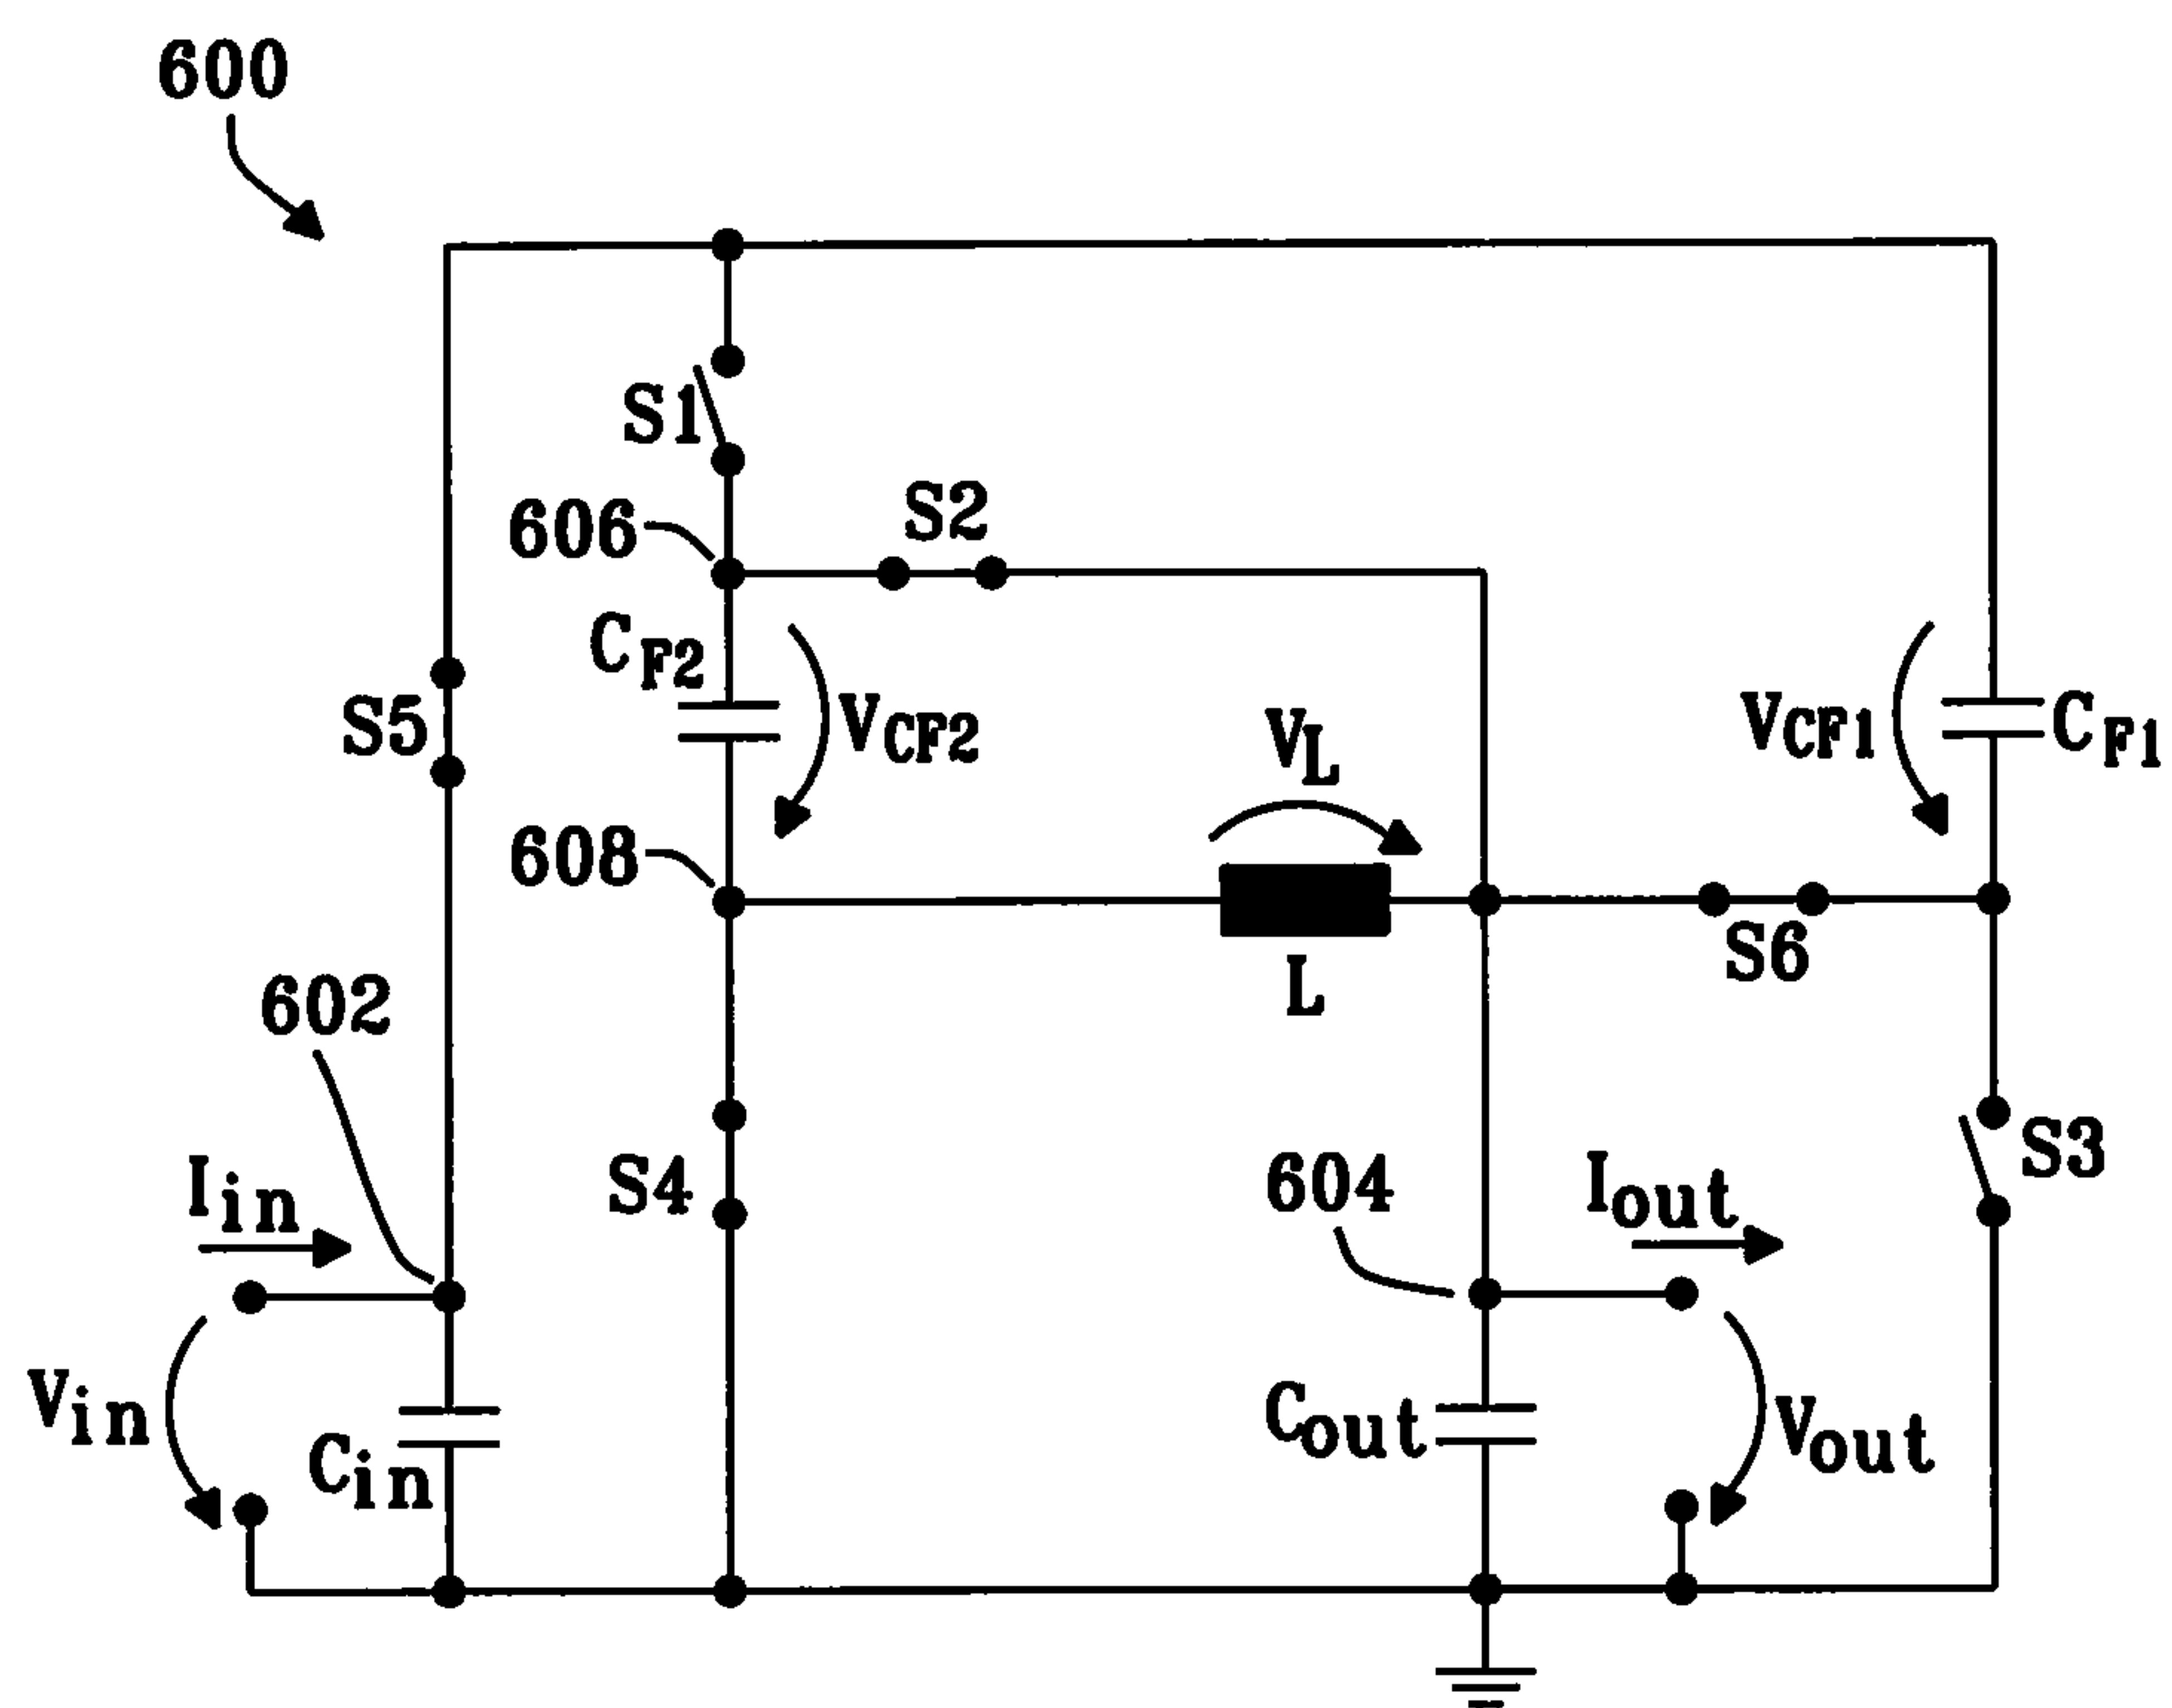 600
S1
606
S2
CF2
VCF2
S5
VL
VCF1
CF1
608
S6
L
602
Iin
S4
604
Iout
S3
Vin
Cin
Cout
Vout